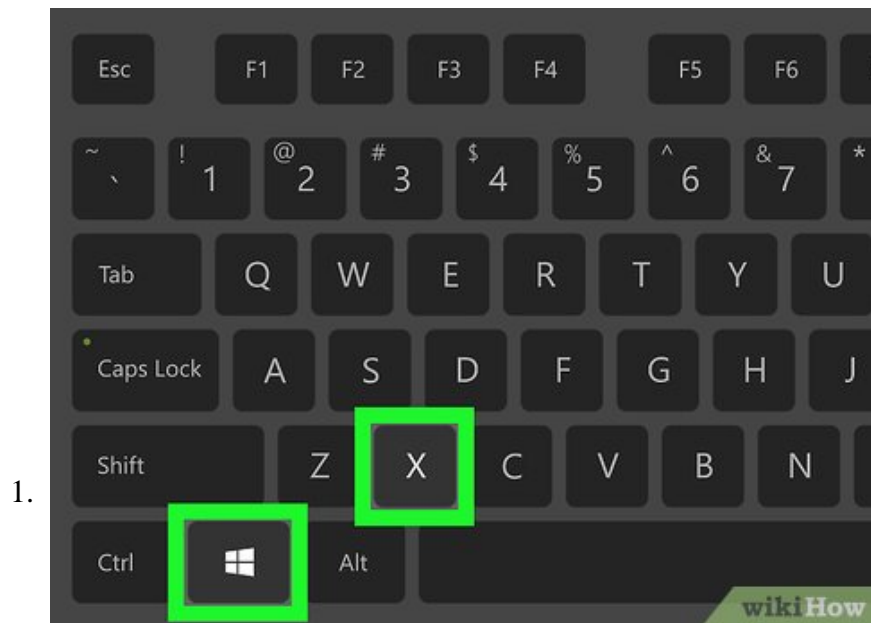 Esc F1 F2 F3 F4 F5 F6
~ ` ! 1 @ 2 # 3 $ 4 % 5 ^ 6 & 7 *
Tab Q W E R T Y U
Caps Lock A S D F G H J
Shift Z X C V B N
1.
Ctrl Alt
wikiHow